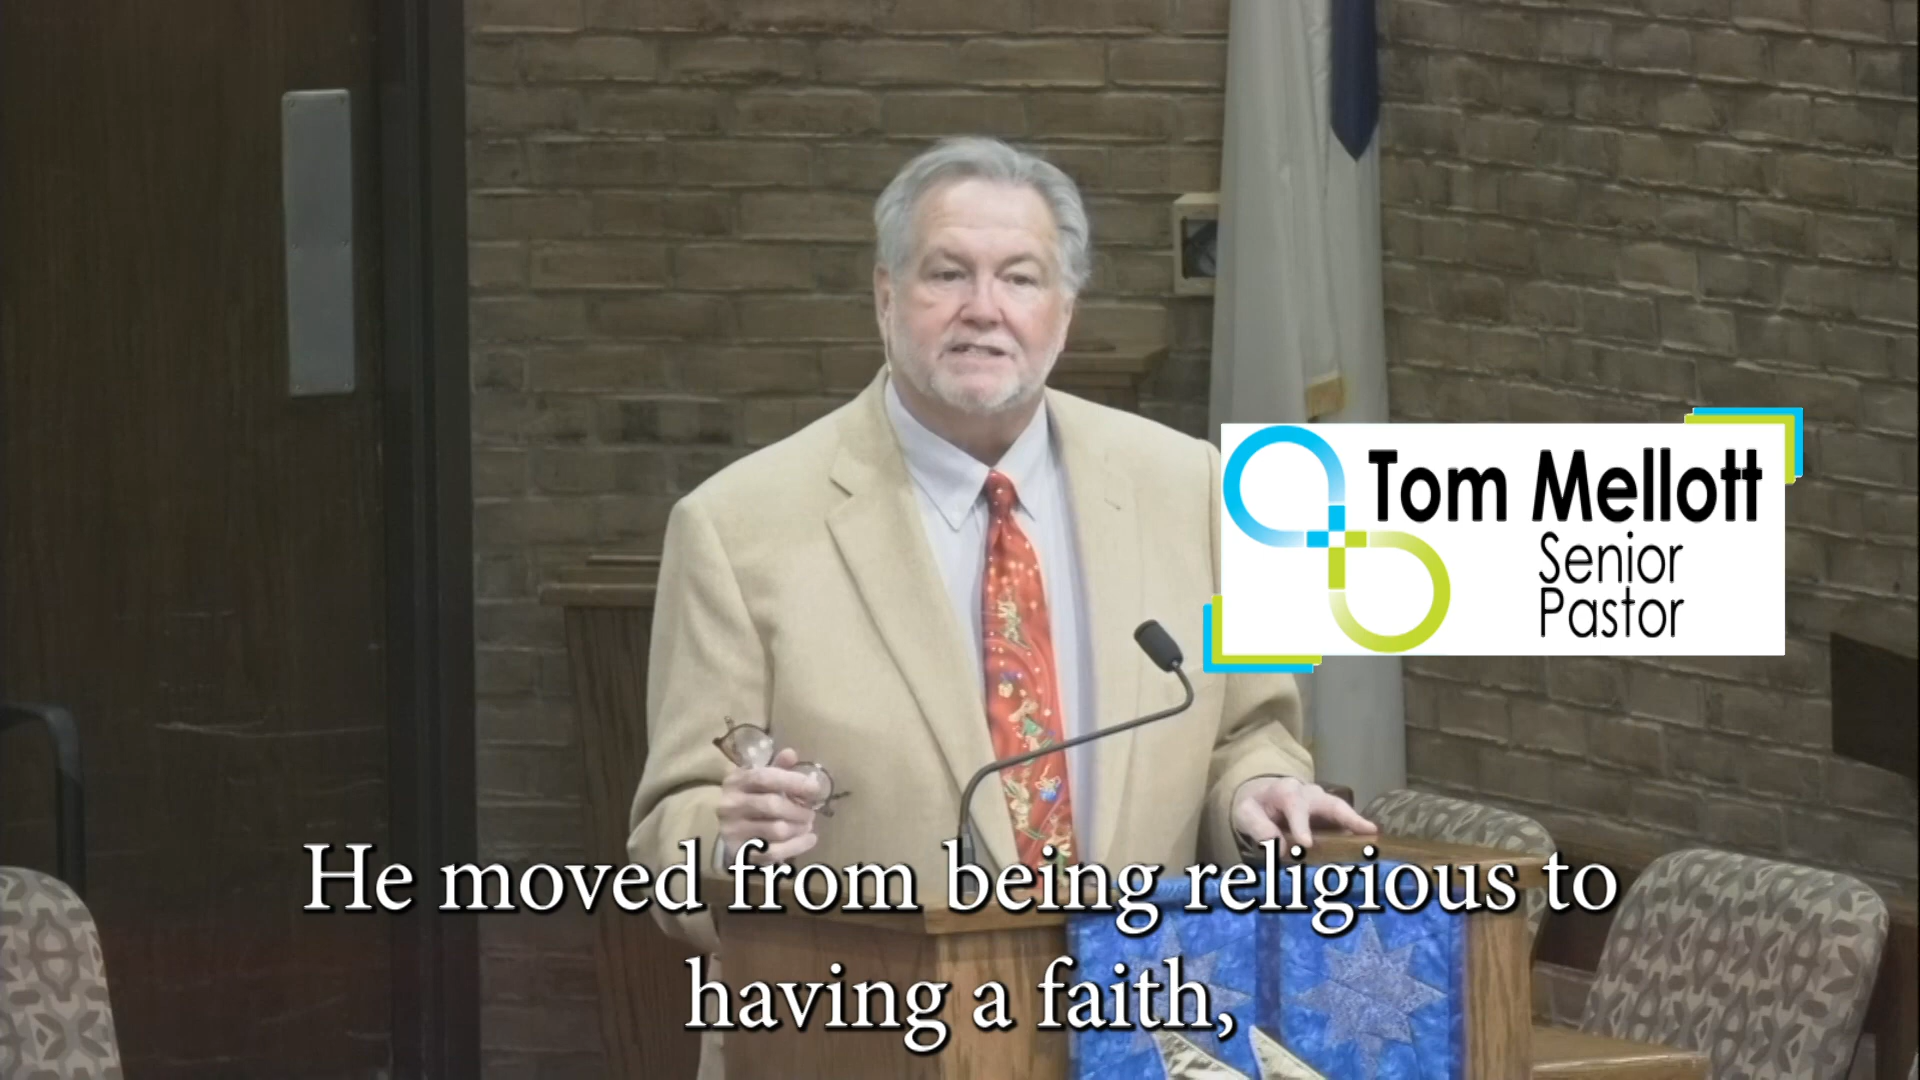 Tom Mellott
Senior
Pastor
He moved from being religious to
having a faith,